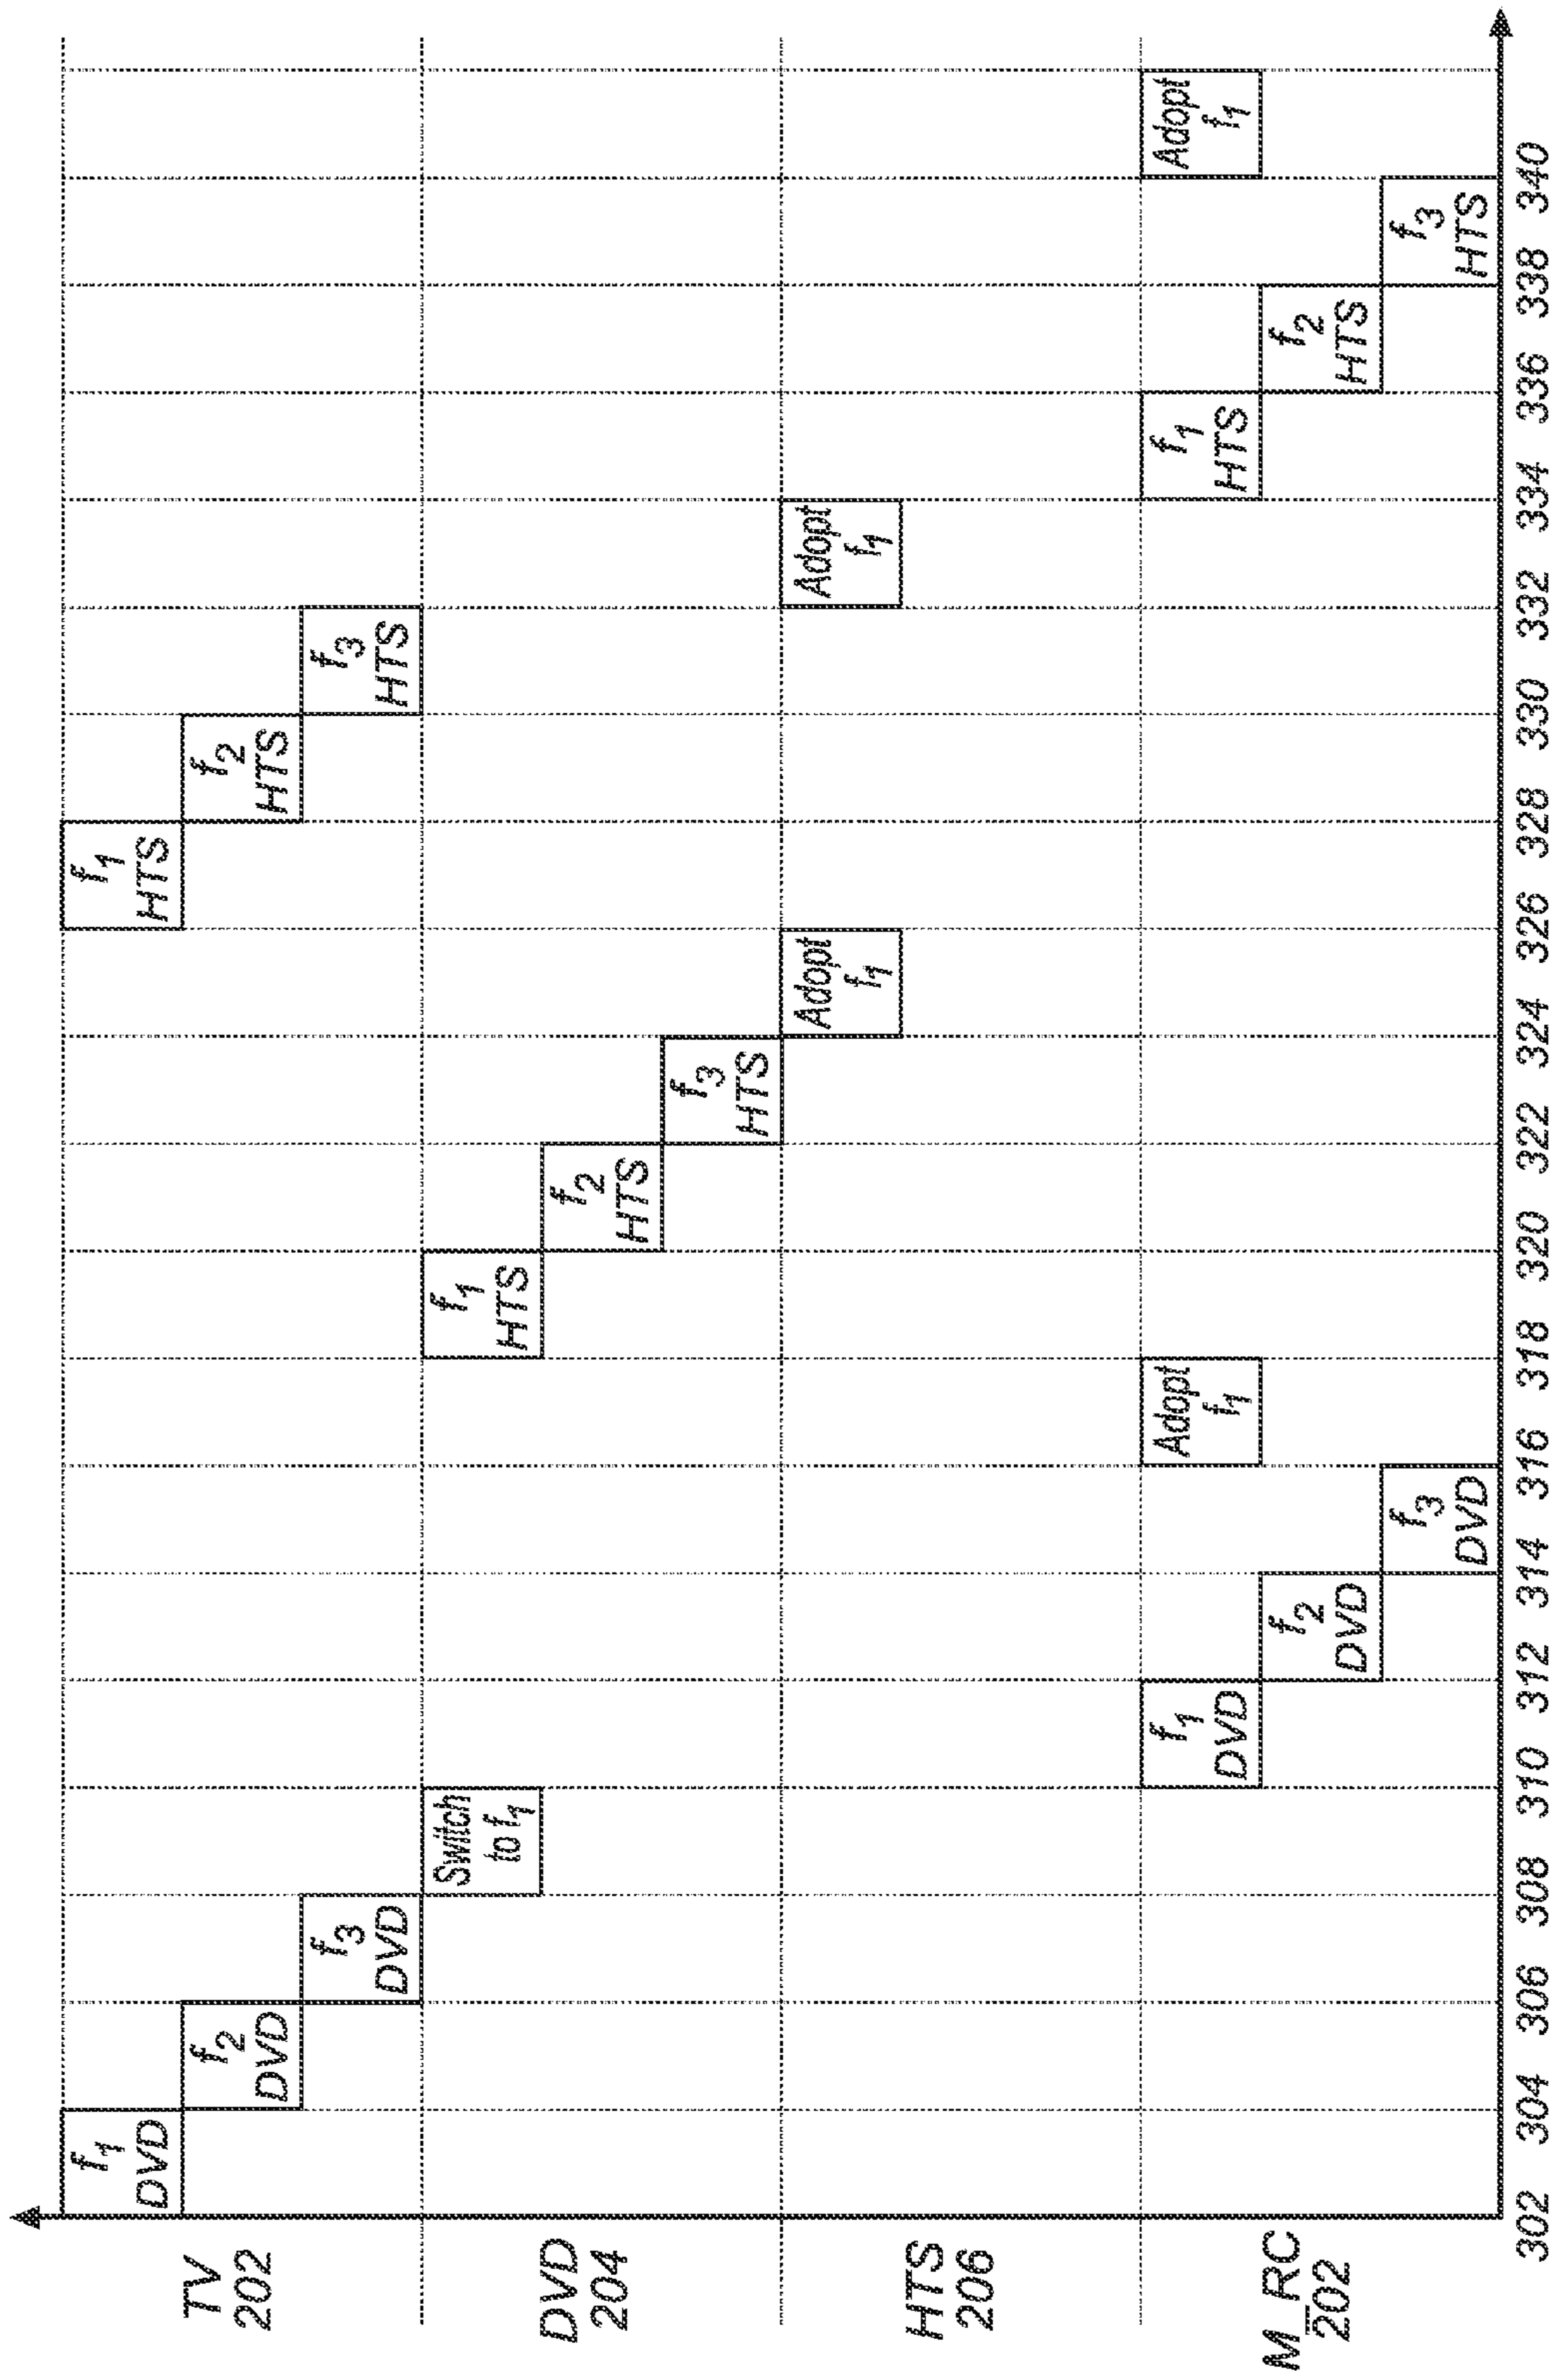 TV
202
f1
DVD
f2
DVD
f3
DVD
f1
HTS
f2
HTS
f3
HTS
DVD
204
Switch
to f1
f1
HTS
f2
HTS
f3
HTS
HTS
206
Adopt
f1
Adopt
f1
M_RC
202
f1
DVD
f2
DVD
f3
DVD
Adopt
f1
f1
HTS
f2
HTS
f3
HTS
Adopt
f1
302 304 306 308 310 312 314 316 318 320 322 324 326 328 330 332 334 336 338 340